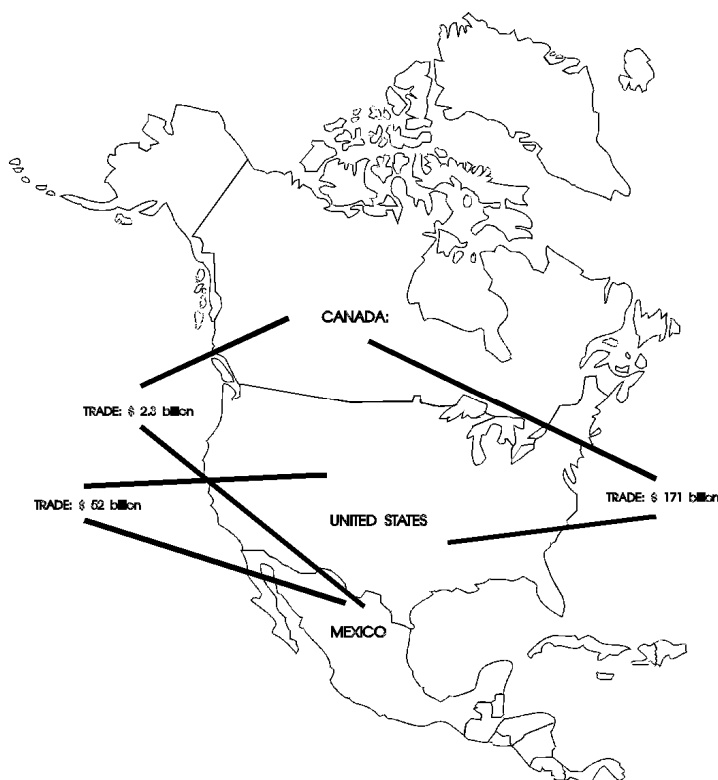 CANADA:
TRADE: $ 2.3 billion
TRADE: $ 52 billion
TRADE: $ 171 billion
UNITED STATES
MEXICO